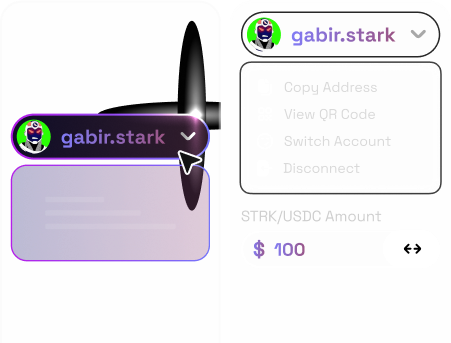 gabir.stark
gabir.stark
Copy Address
View QR Code
Switch Account
Disconnect
STRK/USDC Amount
$ 100